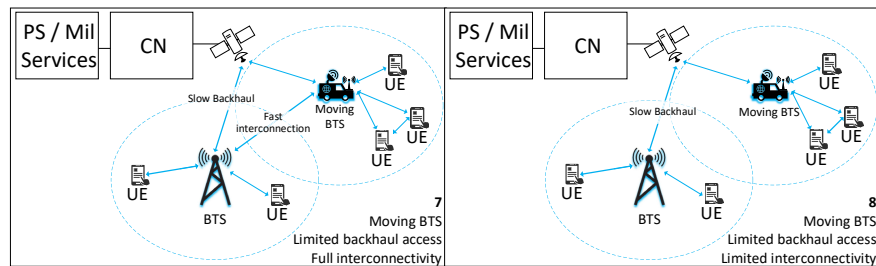 PS / Mil
Services
CN
UE
Slow Backhaul
Fast
interconnection
Moving
BTS
UE
UE
UE
UE
BTS
7
Moving BTS
Limited backhaul access
Full interconnectivity
PS / Mil
Services
CN
UE
Slow Backhaul
Moving BTS
UE
UE
UE
UE
BTS
8
Moving BTS
Limited backhaul access
Limited interconnectivity